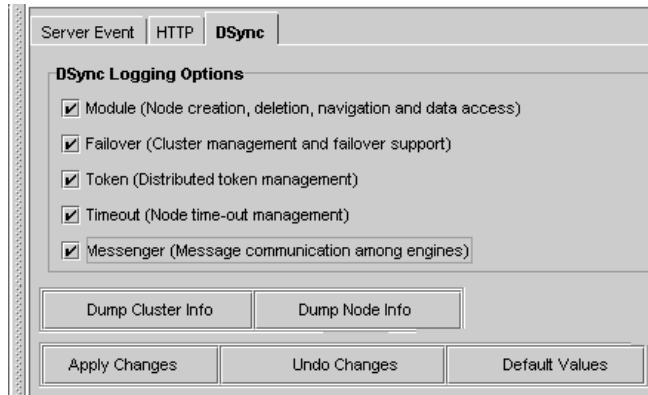 Server Event HTTP DSync
DSync Logging Options
Module (Node creation, deletion, navigation and data access)
Failover (Cluster management and failover support)
Token (Distributed token management)
Timeout (Node time-out management)
Messenger (Message communication among engines)
Dump Cluster Info Dump Node Info
Apply Changes Undo Changes Default Values